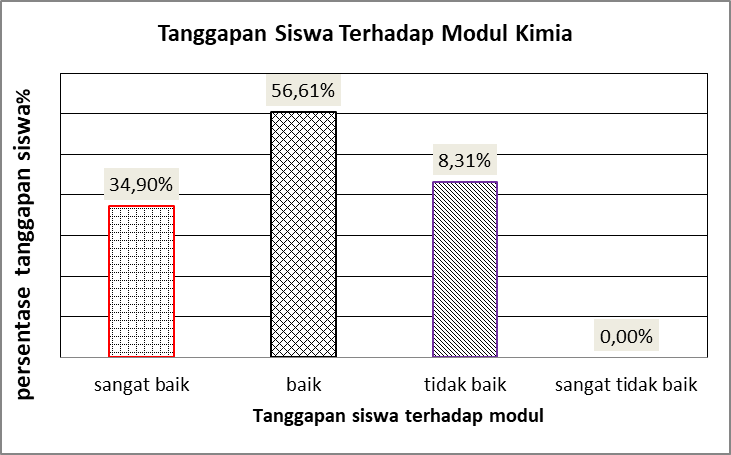 Tanggapan Siswa Terhadap Modul Kimia
persentase tanggapan siswa%
34,90%
56,61%
8,31%
0,00%
sangat baik
baik
tidak baik
sangat tidak baik
Tanggapan siswa terhadap modul